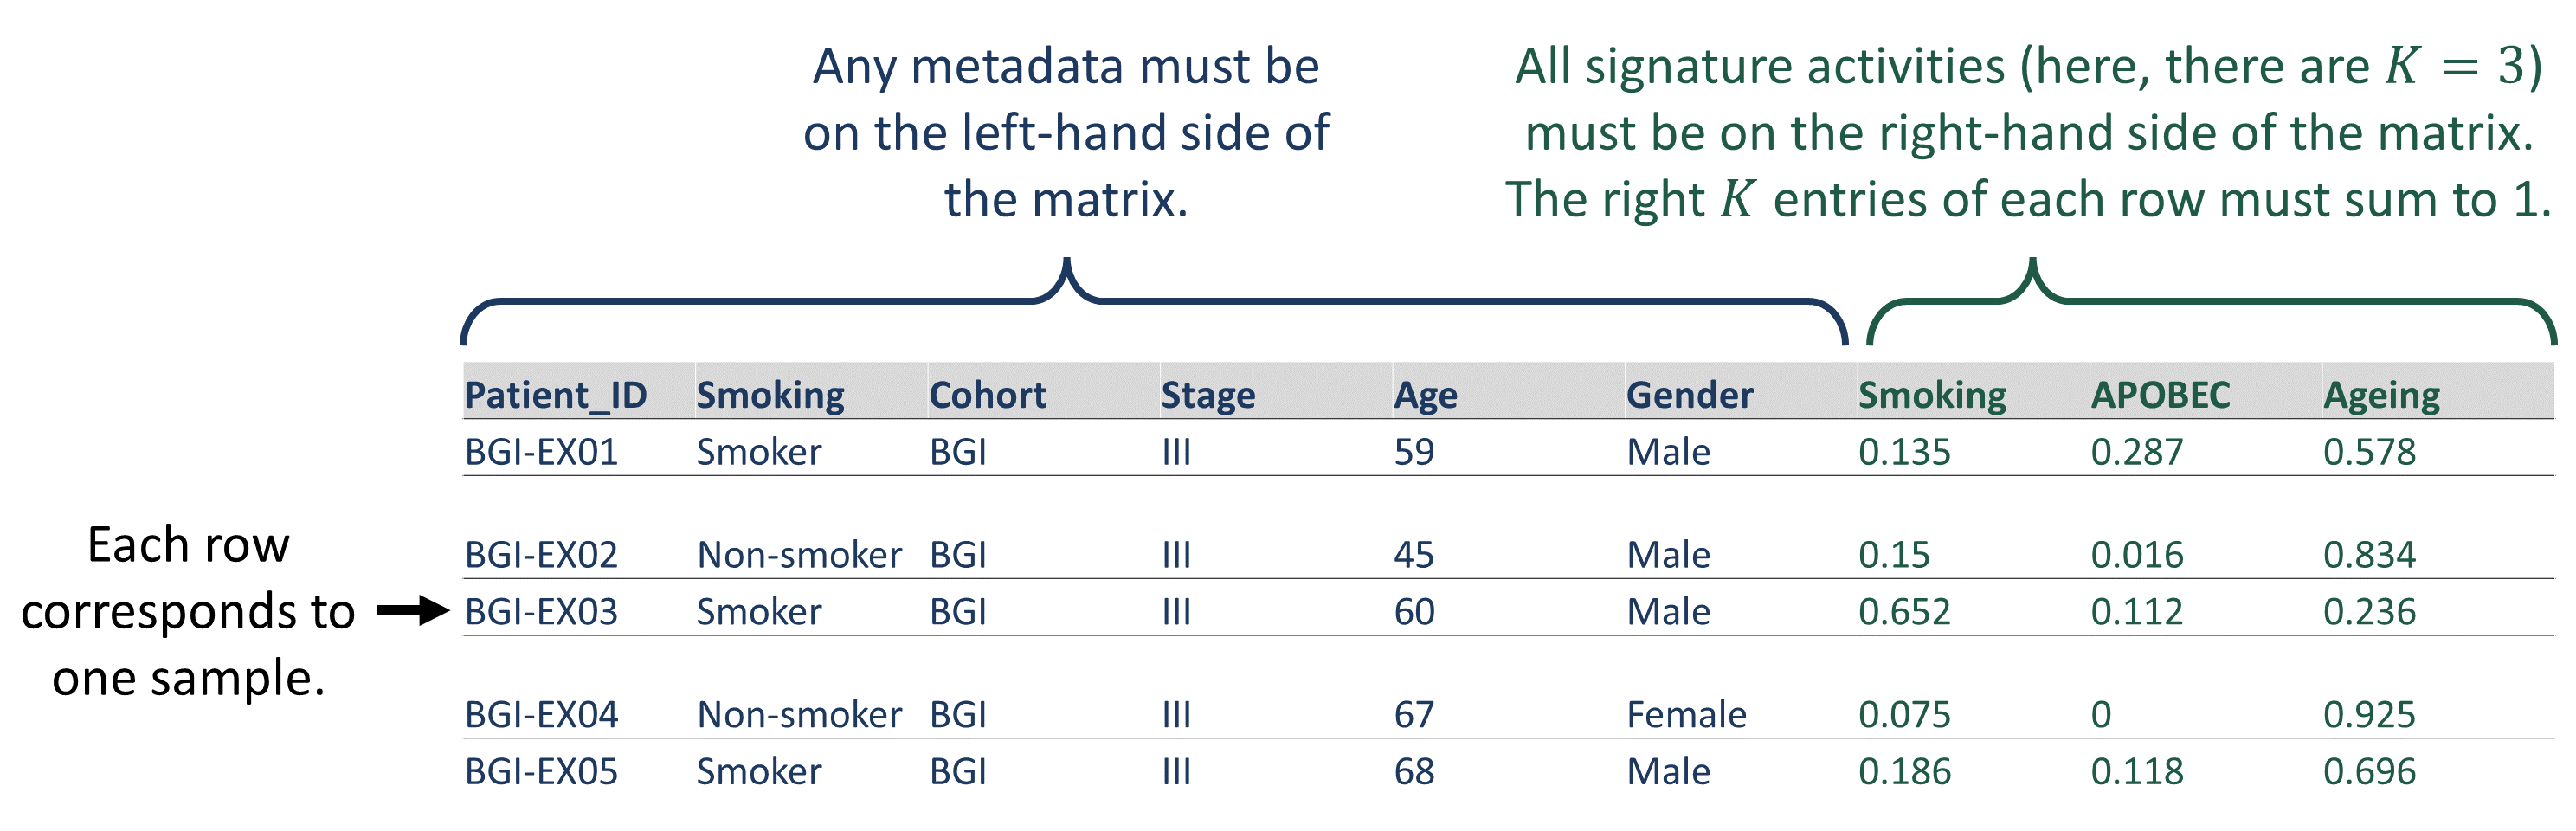 Any metadata must be
on the left-hand side of
the matrix.
All signature activities (here, there are K = 3)
must be on the right-hand side of the matrix.
The right K entries of each row must sum to 1.
Patient_ID Smoking Cohort Stage Age Gender Smoking APOBEC Ageing
BGI-EX01 Smoker BGI III 59 Male 0.135 0.287 0.578
Each row
corresponds to
one sample.
BGI-EX02 Non-smoker BGI III 45 Male 0.15 0.016 0.834
BGI-EX03 Smoker BGI III 60 Male 0.652 0.112 0.236
BGI-EX04 Non-smoker BGI III 67 Female 0.075 0 0.925
BGI-EX05 Smoker BGI III 68 Male 0.186 0.118 0.696